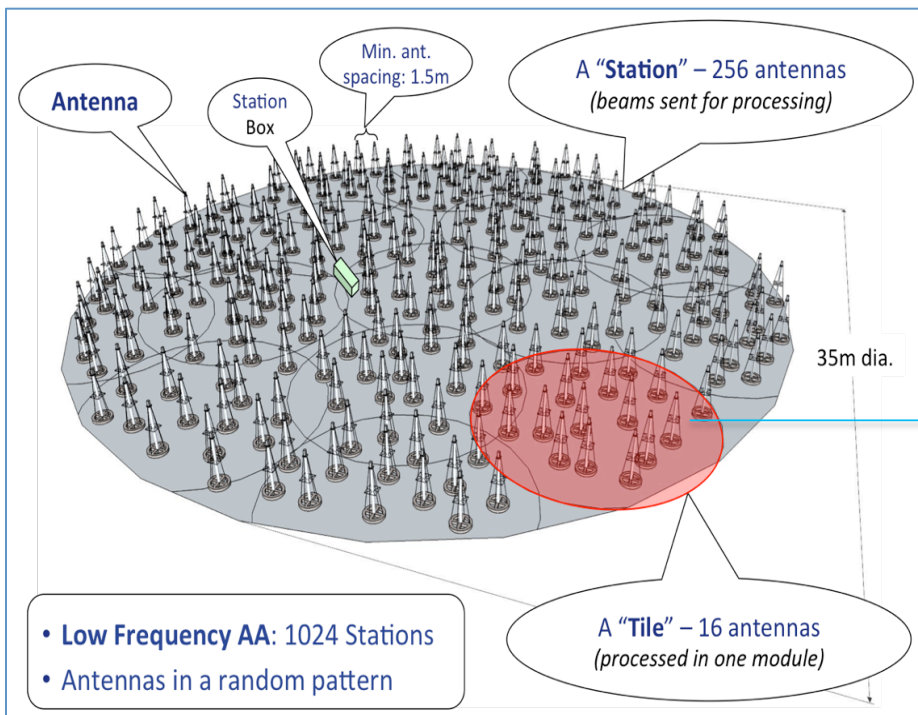 Min. ant.
spacing: 1.5m
A “Station” – 256 antennas
(beams sent for processing)
Antenna
Station
Box
35m dia.
• Low Frequency AA: 1024 Stations
• Antennas in a random pattern
A “Tile” – 16 antennas
(processed in one module)